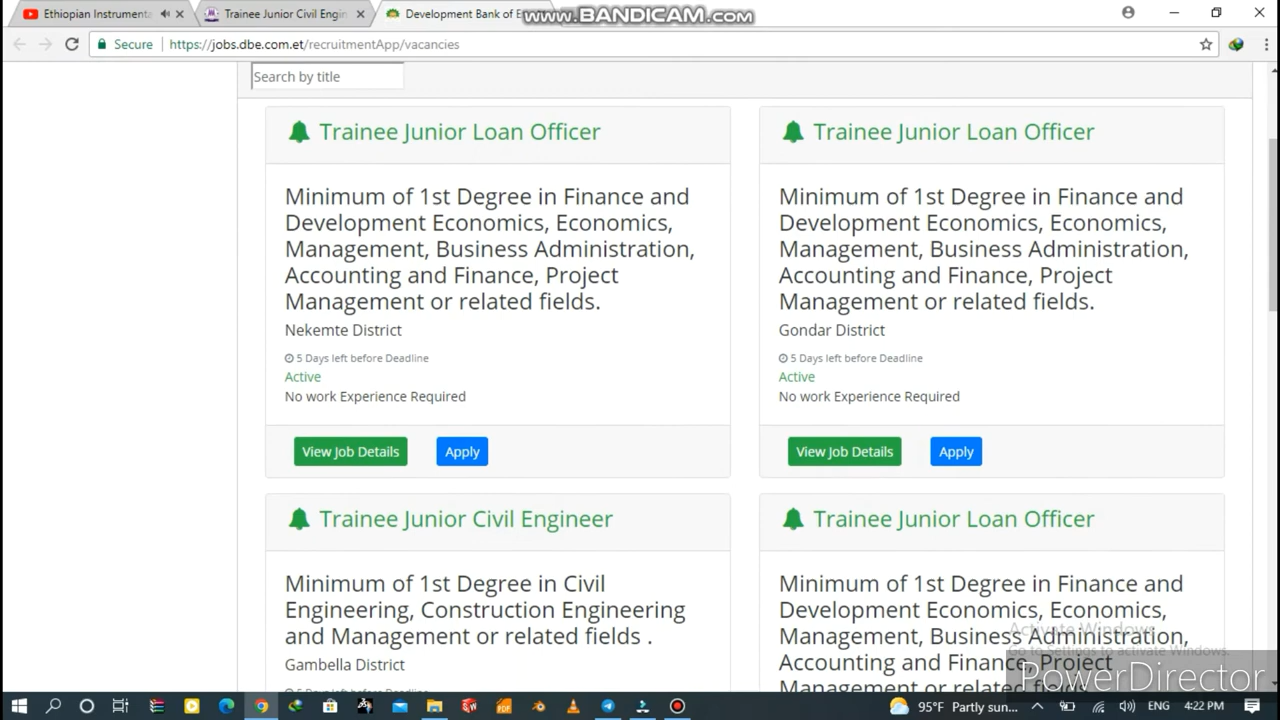 Ethiopian Instrumenta
Trainee Junior Civil Engin
Development Bank of E
www.BANDICAM.com
Secure
https://jobs.dbe.com.et/recruitmentApp/vacancies
Search by title
Trainee Junior Loan Officer
Minimum of 1st Degree in Finance and
Development Economics, Economics,
Management, Business Administration,
Accounting and Finance, Project
Management or related fields.
Nekemte District
5 Days left before Deadline
Active
No work Experience Required
View Job Details
Apply
Trainee Junior Loan Officer
Minimum of 1st Degree in Finance and
Development Economics, Economics,
Management, Business Administration,
Accounting and Finance, Project
Management or related fields.
Gondar District
5 Days left before Deadline
Active
No work Experience Required
View Job Details
Apply
Trainee Junior Civil Engineer
Minimum of 1st Degree in Civil
Engineering, Construction Engineering
and Management or related fields .
Gambella District
5 Days left before Deadline
Trainee Junior Loan Officer
Minimum of 1st Degree in Finance and
Development Economics, Economics,
Management, Business Administration,
Accounting and Finance, Project
Management or related fields.
Activate Windows
Go to Settings to activate Windows.
PowerDirector
95°F Partly sun...
ENG
4:22 PM